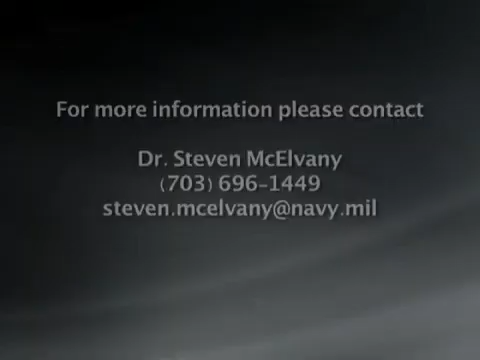 For more information please contact
Dr. Steven McElvany
(703) 696-1449
steven.mcelvany@navy.mil